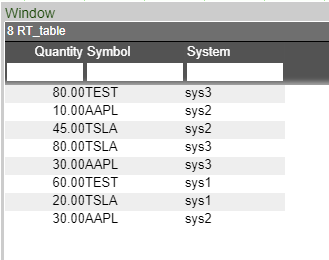 Window
8 RT_table
Quantity Symbol System
80.00 TEST sys3
10.00 AAPL sys2
45.00 TSLA sys2
80.00 TSLA sys3
30.00 AAPL sys3
60.00 TEST sys1
20.00 TSLA sys1
30.00 AAPL sys2